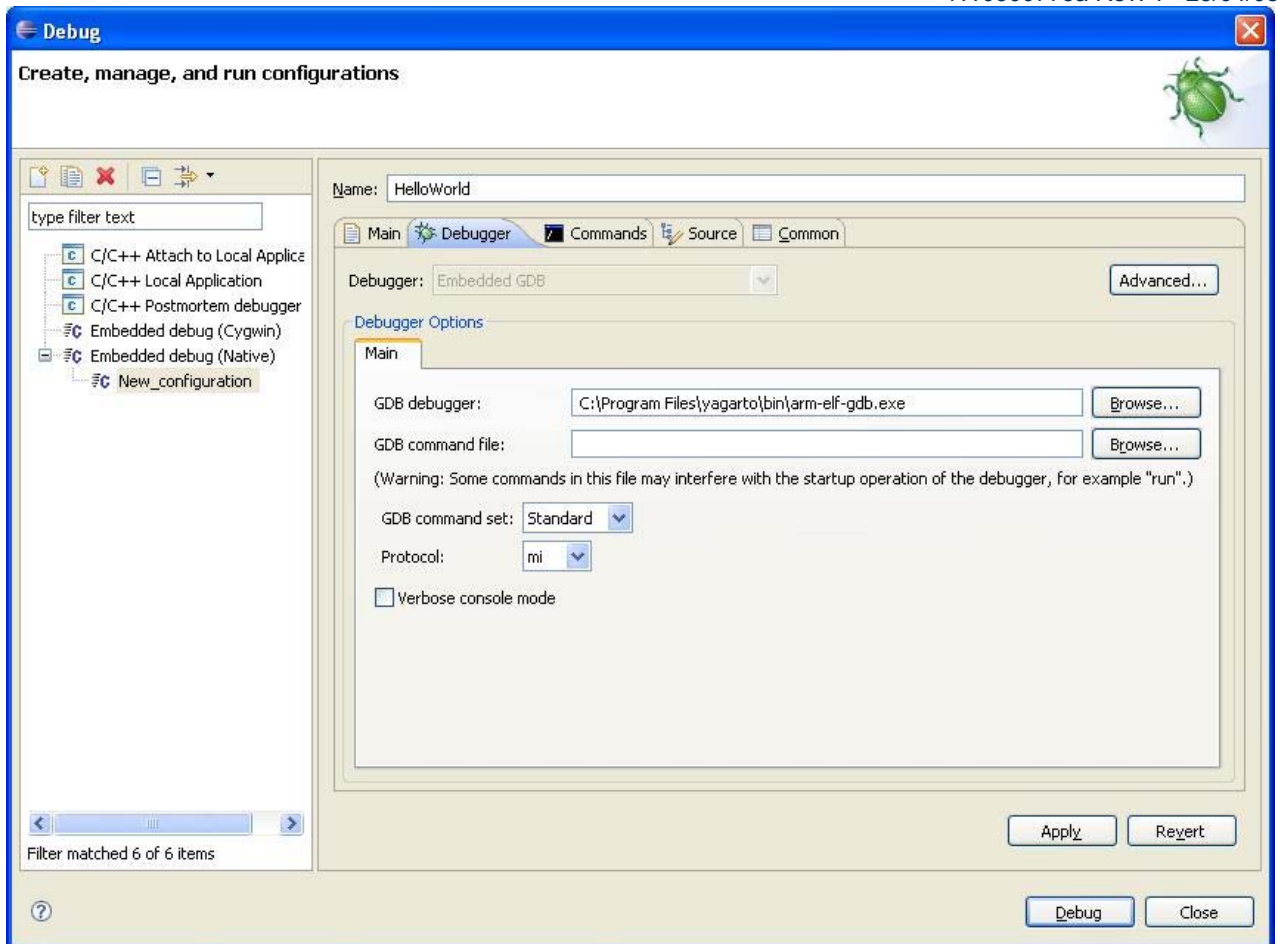 Debug
Create, manage, and run configurations
Name: HelloWorld
type filter text
Main Debugger Commands Source Common
C/C++ Attach to Local Applica
C/C++ Local Application
C/C++ Postmortem debugger
Embedded debug (Cygwin)
Embedded debug (Native)
New_configuration
Debugger: Embedded GDB Advanced...
Debugger Options
Main
GDB debugger: C:\Program Files\yagarto\bin\arm-elf-gdb.exe Browse...
GDB command file: Browse...
(Warning: Some commands in this file may interfere with the startup operation of the debugger, for example "run".)
GDB command set: Standard
Protocol: mi
Verbose console mode
Apply Revert
Filter matched 6 of 6 items
Debug Close